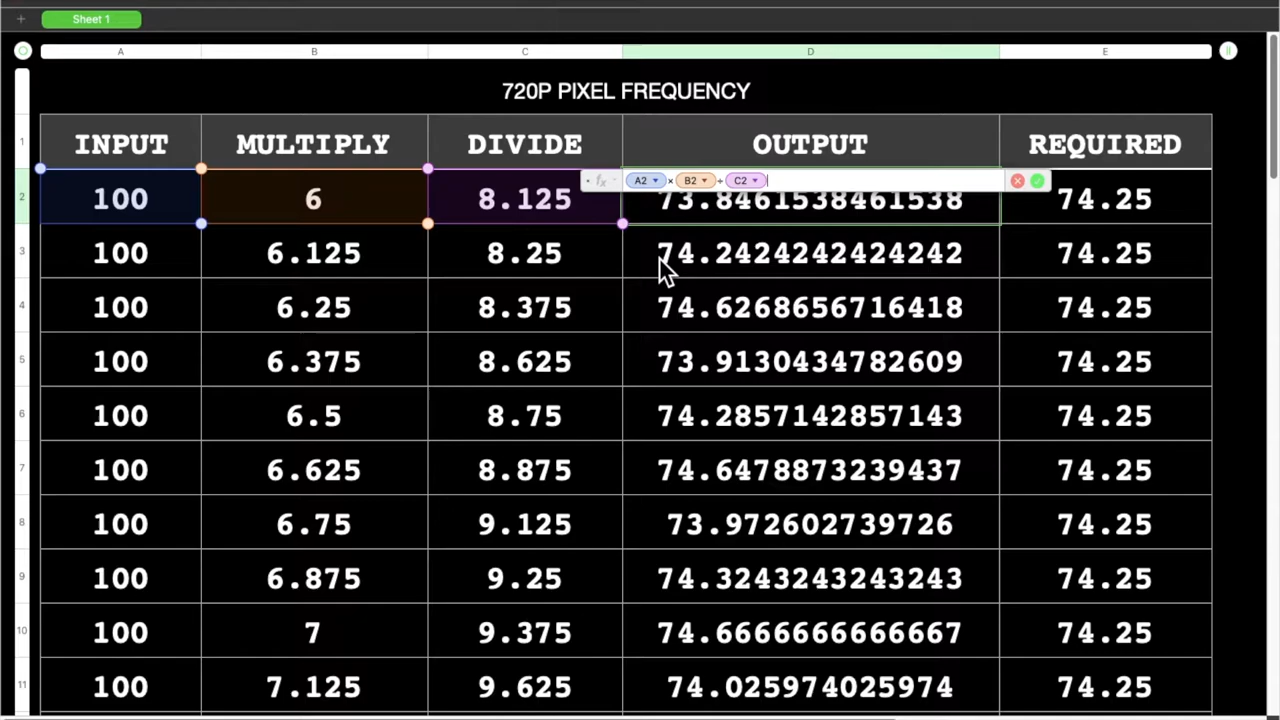 + Sheet 1
A B C D E
720P PIXEL FREQUENCY
1 INPUT MULTIPLY DIVIDE OUTPUT REQUIRED
fx A2 × B2 ÷ C2
2 100 6 8.125 73.8461538461538 74.25
3 100 6.125 8.25 74.2424242424242 74.25
4 100 6.25 8.375 74.6268656716418 74.25
5 100 6.375 8.625 73.9130434782609 74.25
6 100 6.5 8.75 74.2857142857143 74.25
7 100 6.625 8.875 74.6478873239437 74.25
8 100 6.75 9.125 73.972602739726 74.25
9 100 6.875 9.25 74.3243243243243 74.25
10 100 7 9.375 74.6666666666667 74.25
11 100 7.125 9.625 74.025974025974 74.25